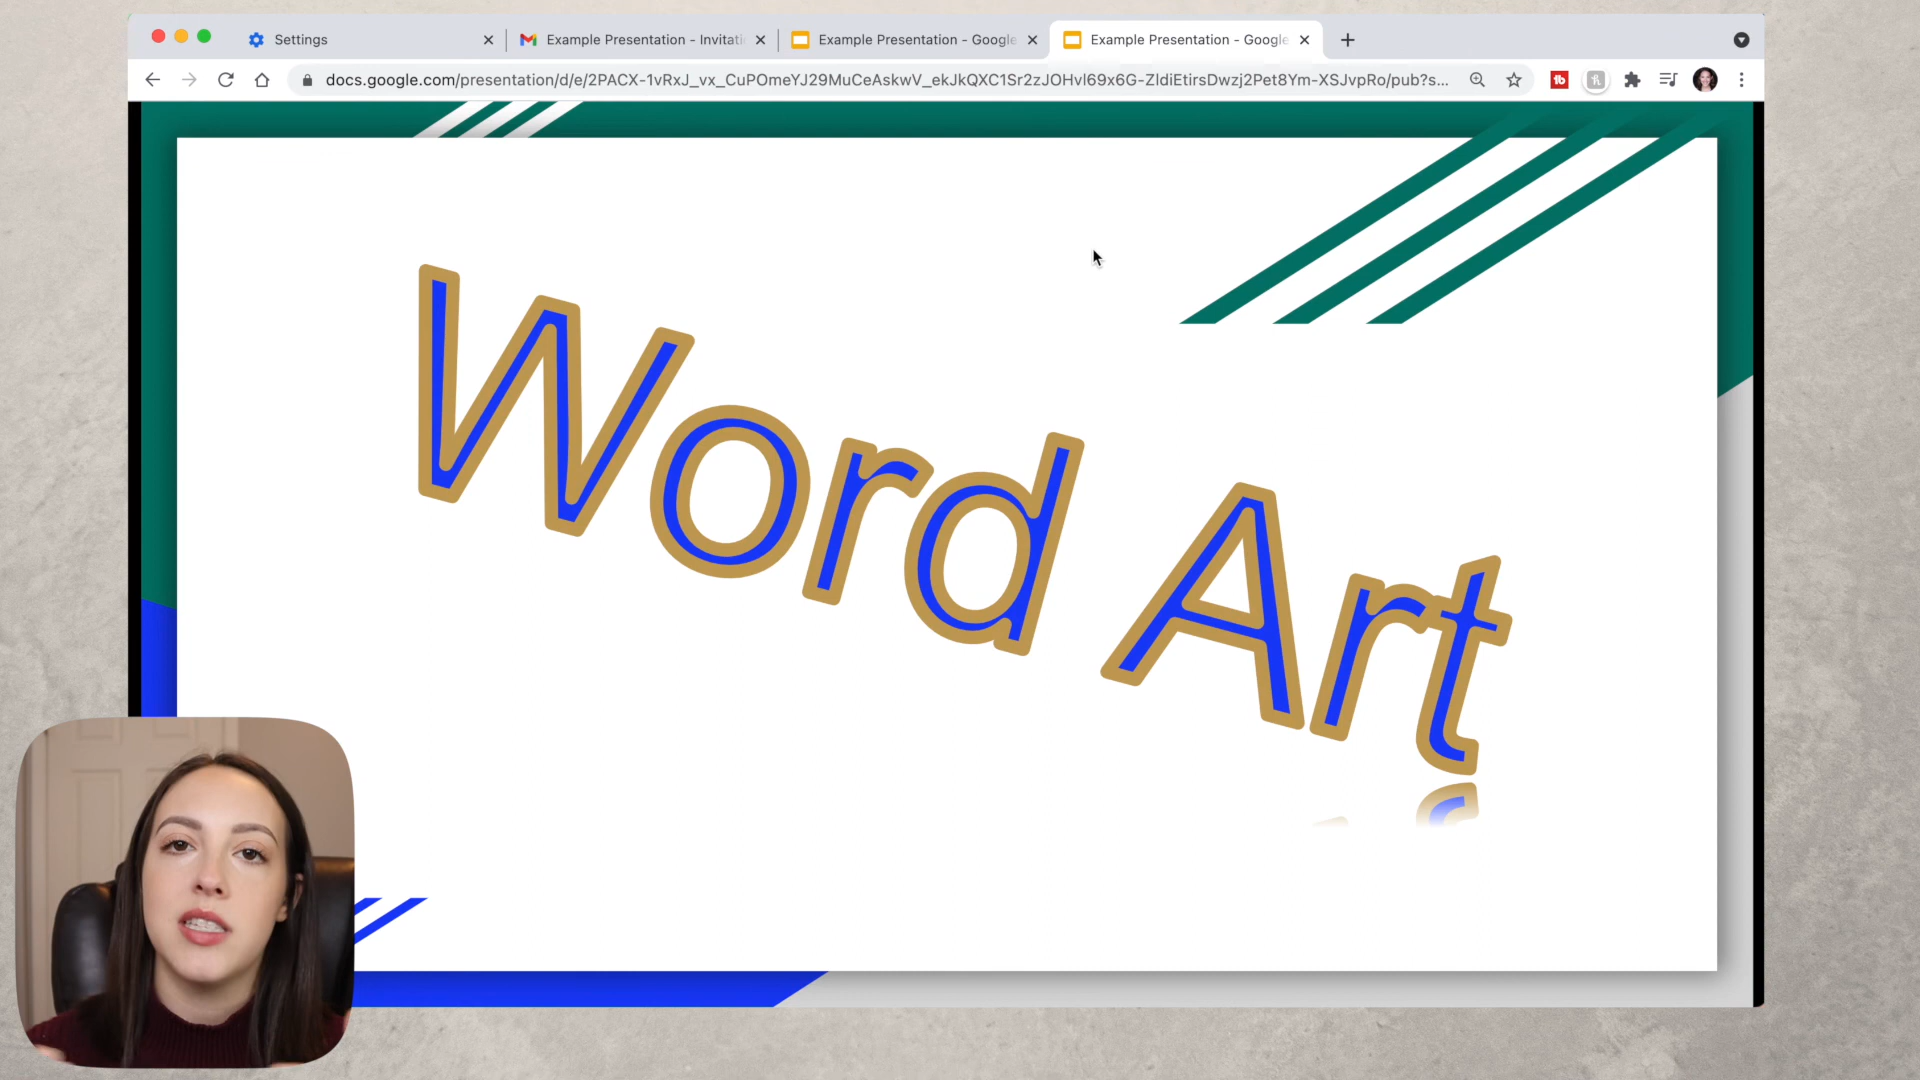 Settings
Example Presentation - Invitati
Example Presentation - Google
Example Presentation - Google
docs.google.com/presentation/d/e/2PACX-1vRxJ_vx_CuPOmeYJ29MuCeAskwV_ekJkQXC1Sr2zJOHvl69x6G-ZldiEtirsDwzj2Pet8Ym-XSJvpRo/pub?s...
Word Art